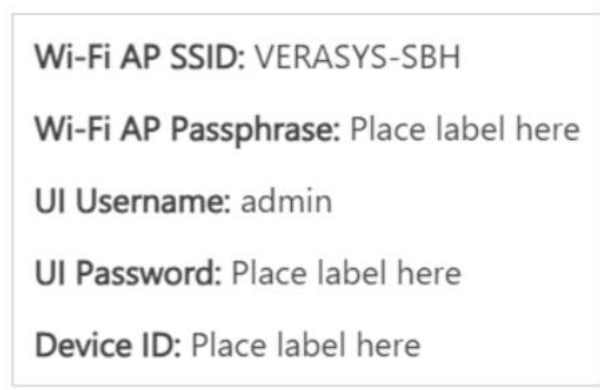 Wi-Fi AP SSID: VERASYS-SBH
Wi-Fi AP Passphrase: Place label here
UI Username: admin
UI Password: Place label here
Device ID: Place label here